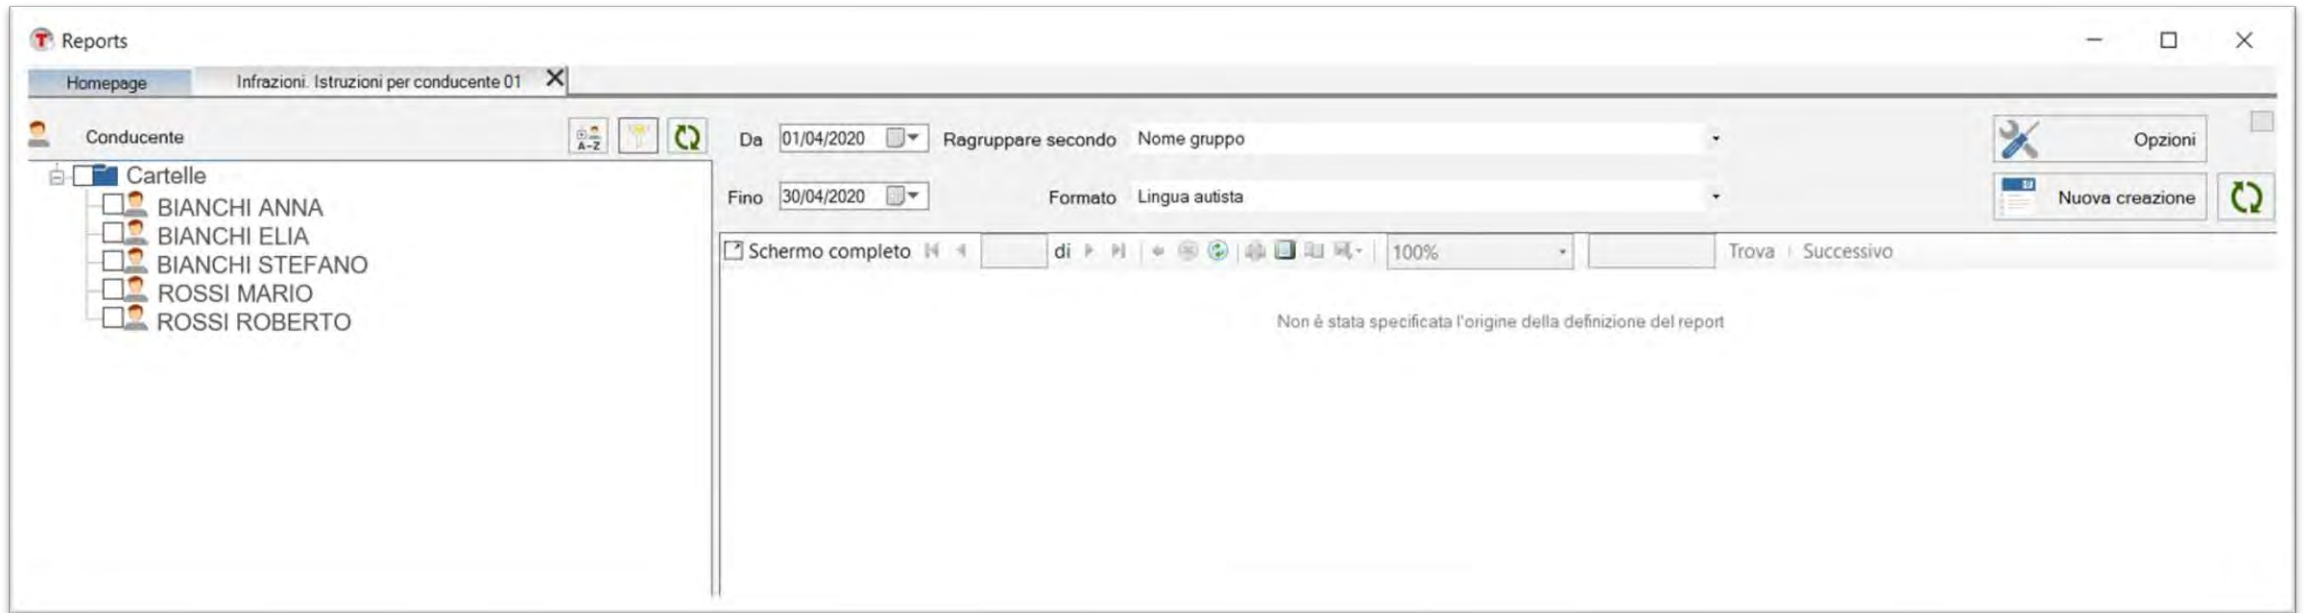 Reports
Homepage Infrazioni. Istruzioni per conducente 01
Conducente
A-Z
Cartelle
BIANCHI ANNA
BIANCHI ELIA
BIANCHI STEFANO
ROSSI MARIO
ROSSI ROBERTO
Da 01/04/2020 Ragruppare secondo Nome gruppo Opzioni
Fino 30/04/2020 Formato Lingua autista Nuova creazione
Schermo completo di 100% Trova Successivo
Non è stata specificata l'origine della definizione del report